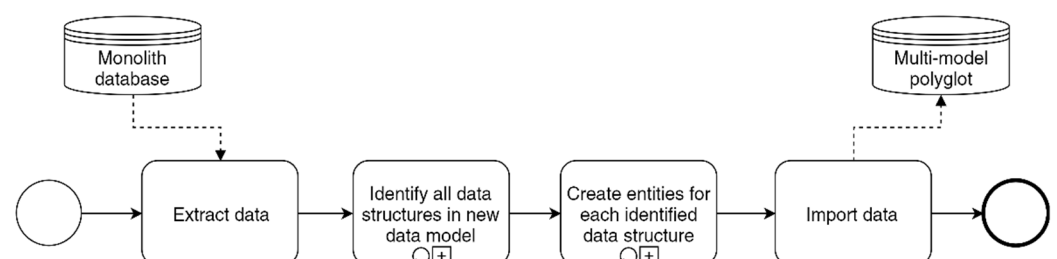 Monolith
database
Multi-model
polyglot
Extract data
Identify all data
structures in new
data model
Create entities for
each identified
data structure
Import data